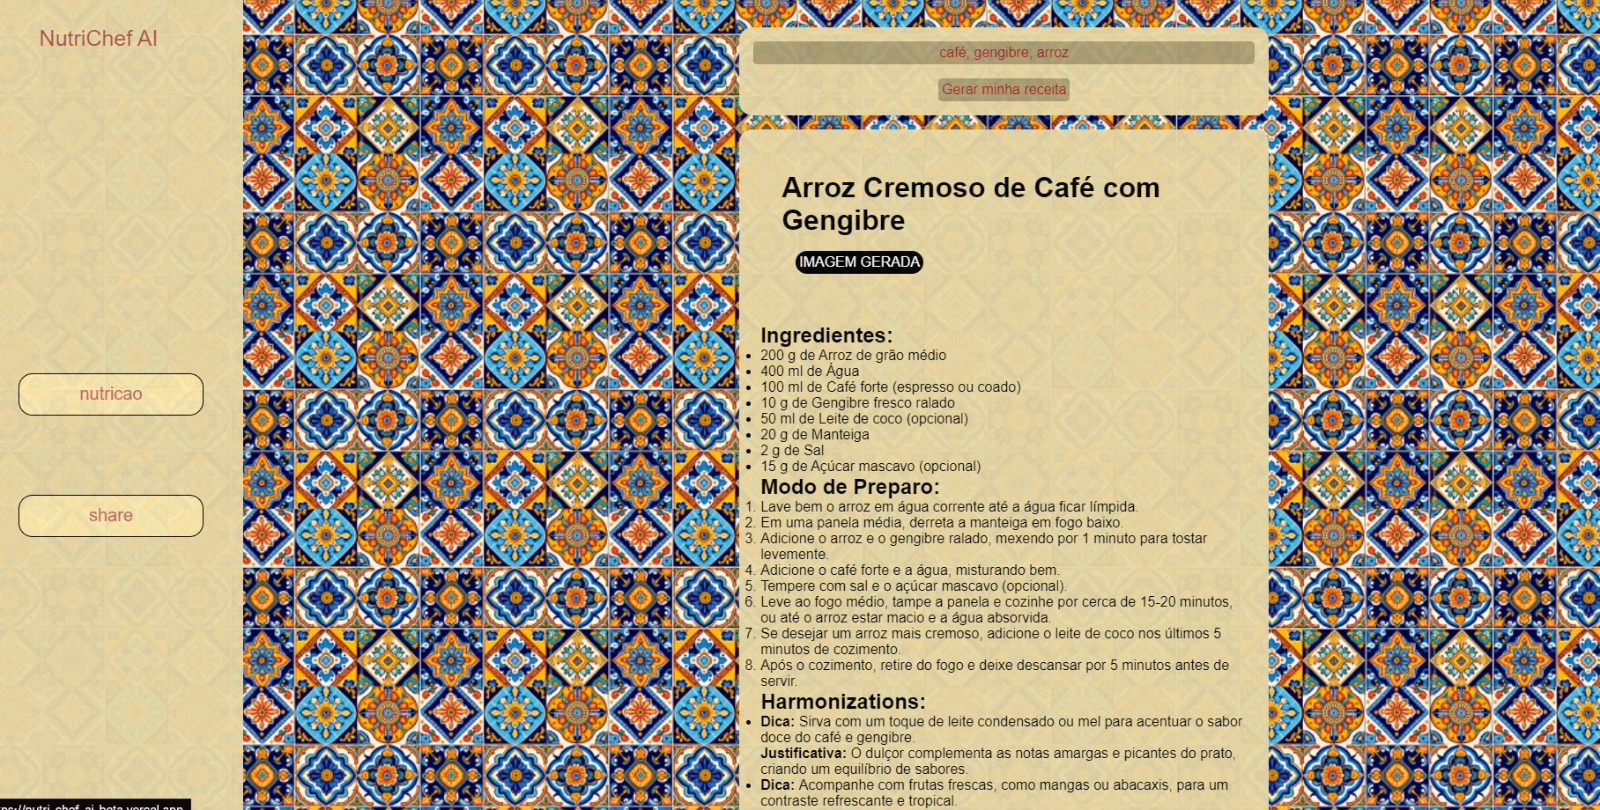 NutriChef AI
nutricao
share
café, gengibre, arroz
Gerar minha receita
Arroz Cremoso de Café com
Gengibre
IMAGEM GERADA
Ingredientes:
• 200 g de Arroz de grão médio
• 400 ml de Água
• 100 ml de Café forte (espresso ou coado)
• 10 g de Gengibre fresco ralado
• 50 ml de Leite de coco (opcional)
• 20 g de Manteiga
• 2 g de Sal
• 15 g de Açúcar mascavo (opcional)
Modo de Preparo:
1. Lave bem o arroz em água corrente até a água ficar límpida.
2. Em uma panela média, derreta a manteiga em fogo baixo.
3. Adicione o arroz e o gengibre ralado, mexendo por 1 minuto para tostar
levemente.
4. Adicione o café forte e a água, misturando bem.
5. Tempere com sal e o açúcar mascavo (opcional).
6. Leve ao fogo médio, tampe a panela e cozinhe por cerca de 15-20 minutos,
ou até o arroz estar macio e a água absorvida.
7. Se desejar um arroz mais cremoso, adicione o leite de coco nos últimos 5
minutos de cozimento.
8. Após o cozimento, retire do fogo e deixe descansar por 5 minutos antes de
servir.
Harmonizations:
• Dica: Sirva com um toque de leite condensado ou mel para acentuar o sabor
doce do café e gengibre.
Justificativa: O dulçor complementa as notas amargas e picantes do prato,
criando um equilíbrio de sabores.
• Dica: Acompanhe com frutas frescas, como mangas ou abacaxis, para um
contraste refrescante e tropical.